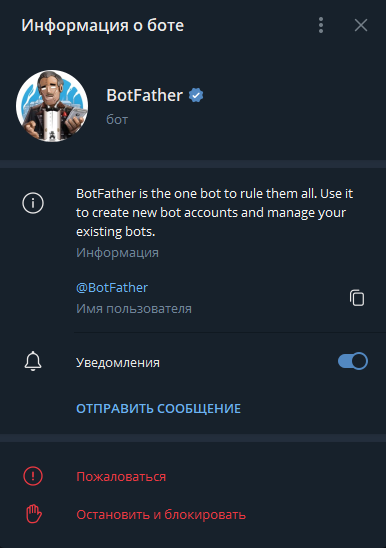 Информация о боте
BotFather
бот
BotFather is the one bot to rule them all. Use it
to create new bot accounts and manage your
existing bots.
Информация
@BotFather
Имя пользователя
Уведомления
ОТПРАВИТЬ СООБЩЕНИЕ
Пожаловаться
Остановить и блокировать